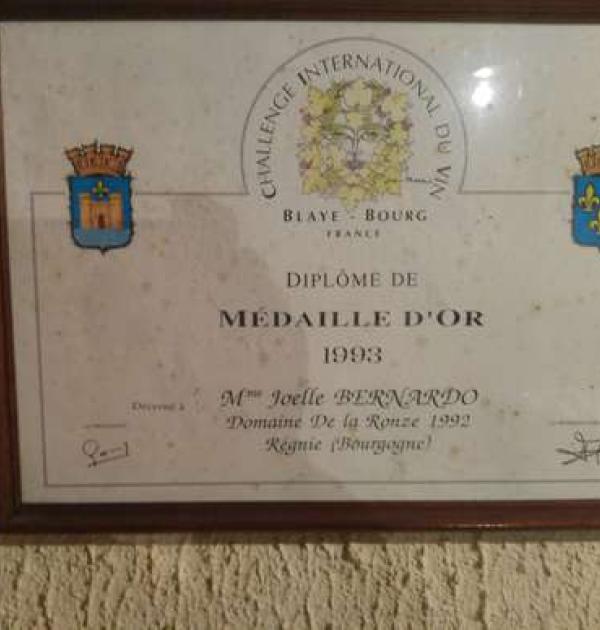 CHALLENGE INTERNATIONAL DU VIN
BLAYE - BOURG
FRANCE
DIPLÔME DE
MÉDAILLE D'OR
1993
Décerné à Mme Joelle BERNARDO
Domaine De la Ronze 1992
Régnie (Bourgogne)